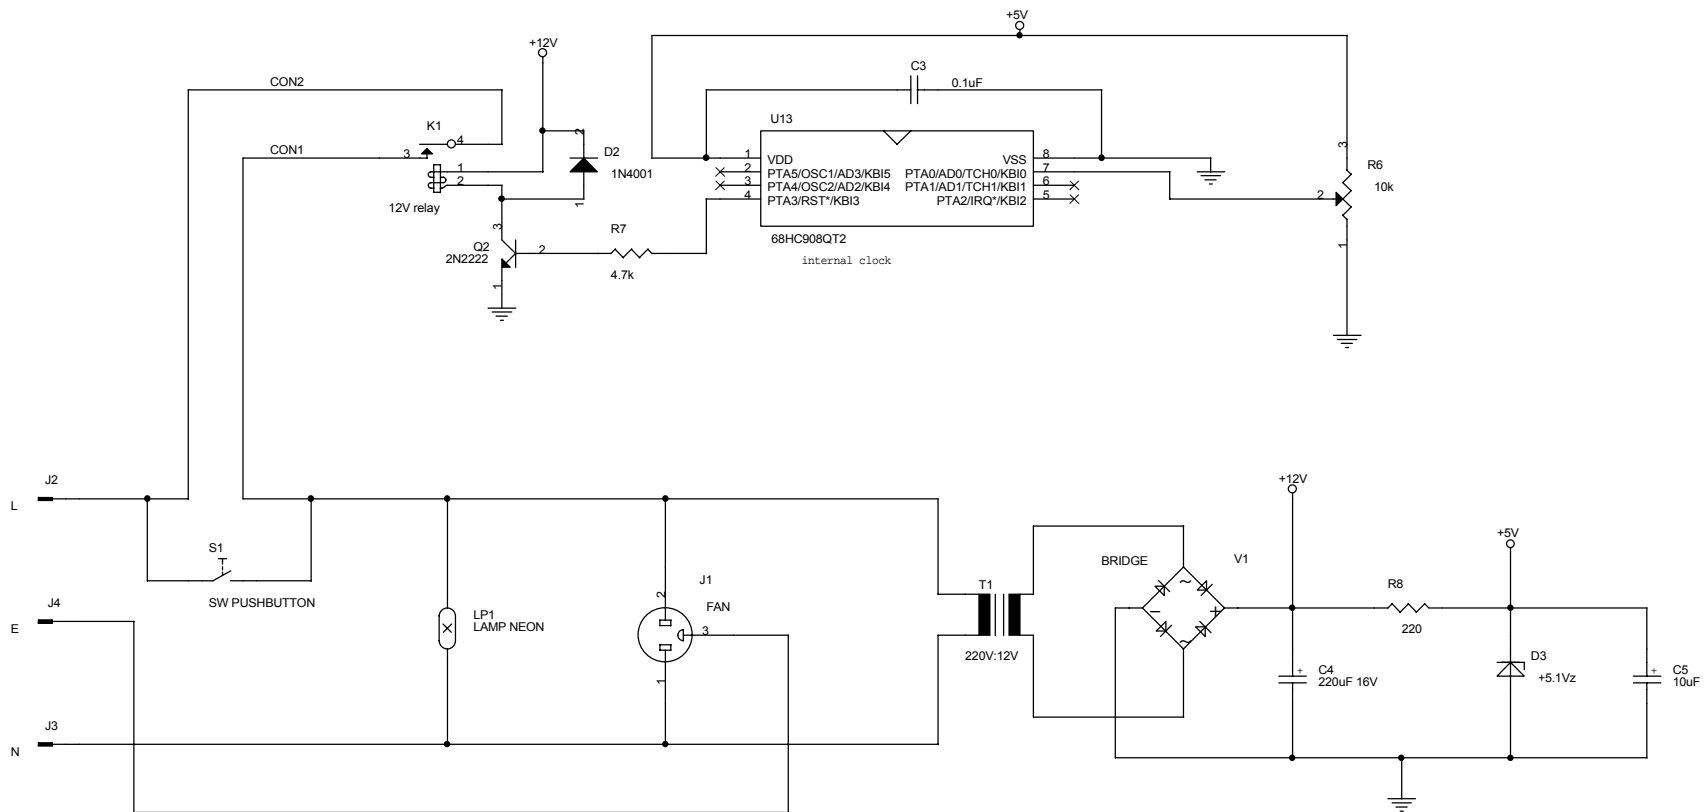 +5V
+12V
C3
0.1uF
CON2
K1
4
CON1
3
1
2
12V relay
2
D2
1N4001
1
U13
1
VDD
VSS
8
2
PTA5/OSC1/AD3/KBI5
PTA0/AD0/TCH0/KBI0
7
3
PTA4/OSC2/AD2/KBI4
PTA1/AD1/TCH1/KBI1
6
4
PTA3/RST*/KBI3
PTA2/IRQ*/KBI2
5
68HC908QT2
internal clock
3
R6
10k
2
1
3
Q2
2N2222
2
1
R7
4.7k
J2
L
S1
SW PUSHBUTTON
J4
E
J3
N
LP1
LAMP NEON
J1
FAN
2
3
1
T1
220V:12V
BRIDGE
V1
~
-
+
~
+12V
+5V
R8
220
+
C4
220uF 16V
D3
+5.1Vz
+
C5
10uF